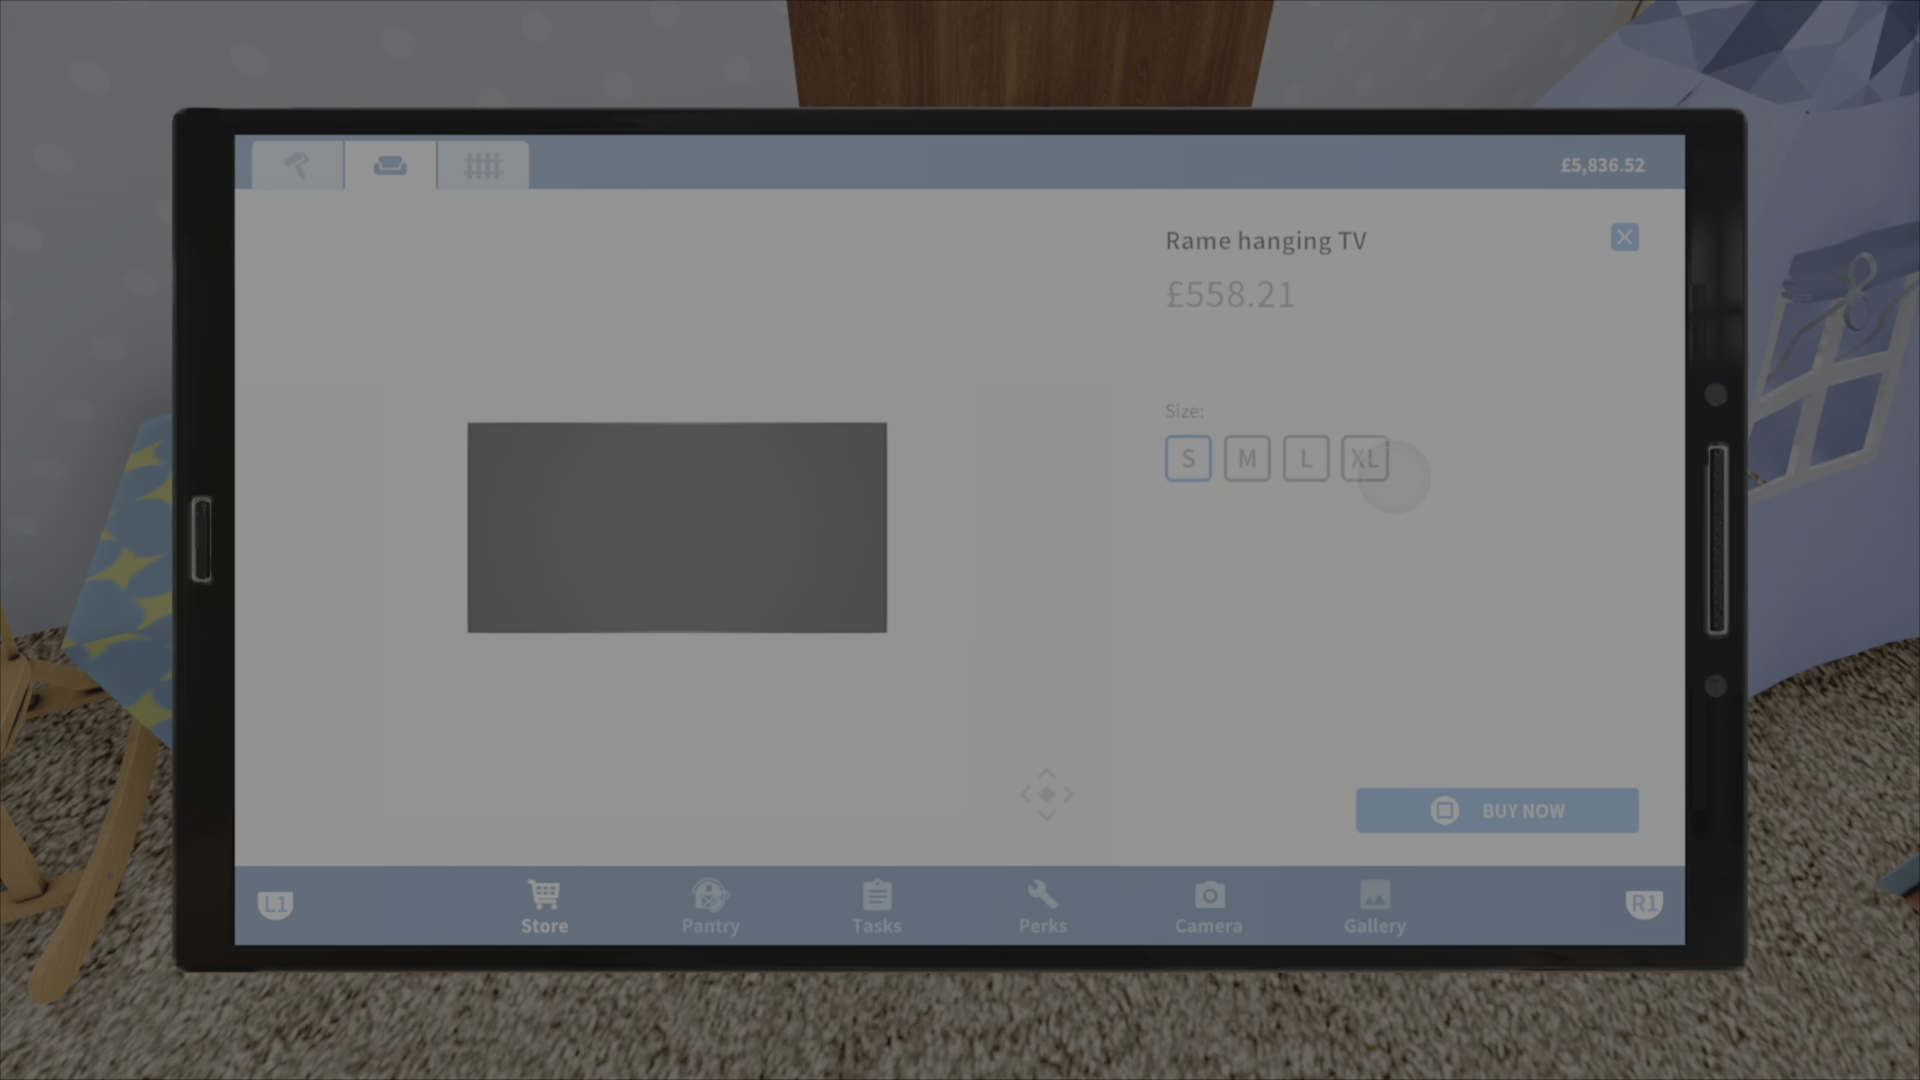 £5,836.52
Rame hanging TV
£558.21
Size:
S M L XL
BUY NOW
L1 Store Pantry Tasks Perks Camera Gallery R1